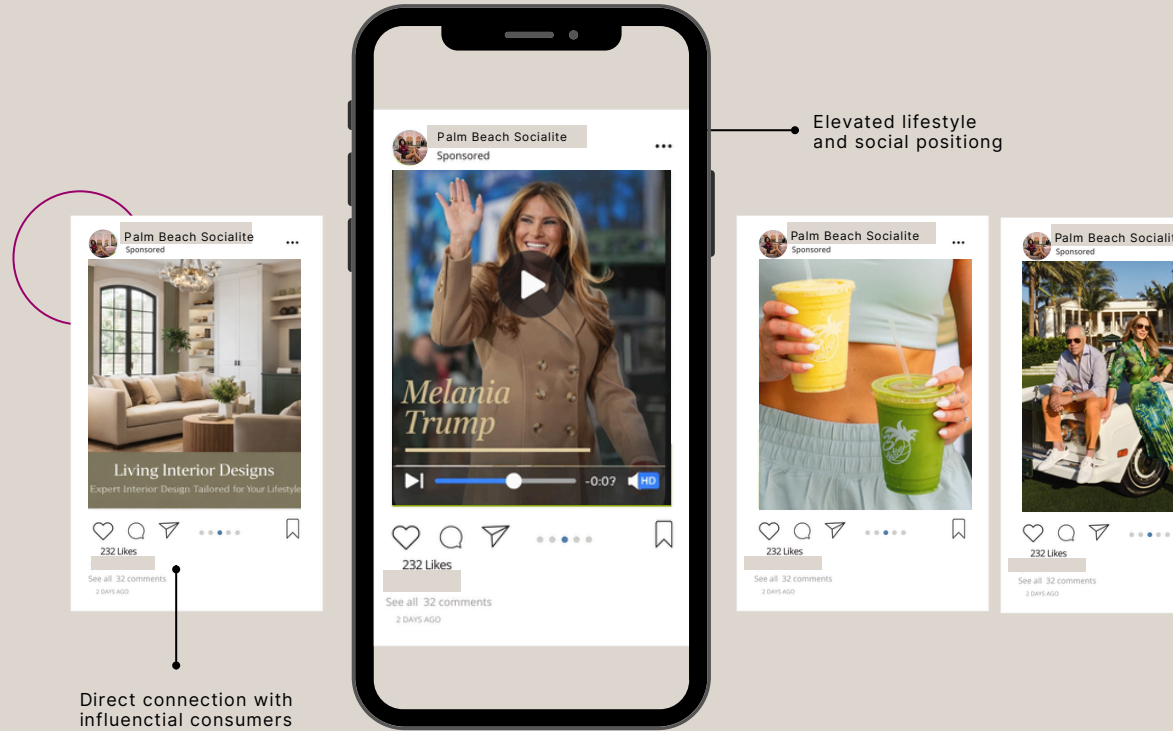 Palm Beach Socialite
Sponsored
Living Interior Designs
Expert Interior Design Tailored for Your Lifestyle
232 Likes
See all 32 comments
2 DAYS AGO
Direct connection with
influenctial consumers
Palm Beach Socialite
Sponsored
Melania
Trump
-0:0?
HD
232 Likes
See all 32 comments
2 DAYS AGO
Elevated lifestyle
and social positiong
Palm Beach Socialite
Sponsored
232 Likes
See all 32 comments
2 DAYS AGO
Palm Beach Socialit
Sponsored
232 Likes
See all 32 comments
2 DAYS AGO